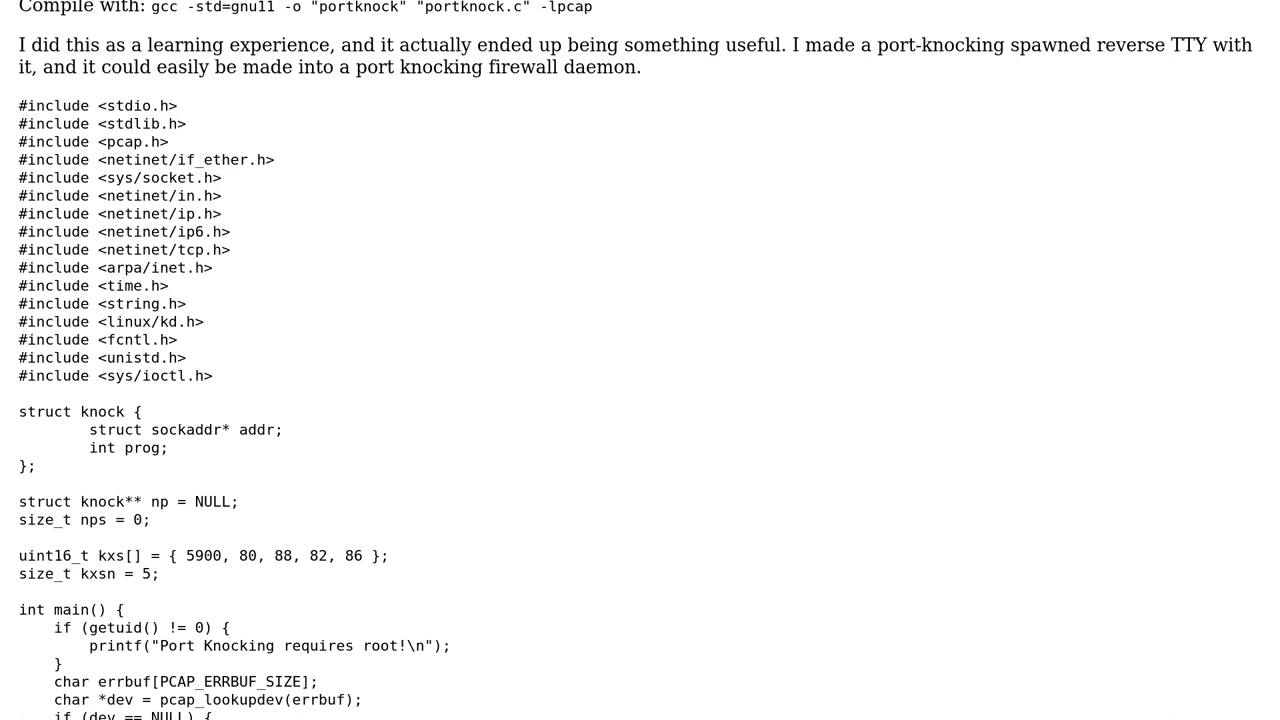 Compile with: gcc -std=gnu11 -o "portknock" "portknock.c" -lpcap
I did this as a learning experience, and it actually ended up being something useful. I made a port-knocking spawned reverse TTY with
it, and it could easily be made into a port knocking firewall daemon.
#include <stdio.h>
#include <stdlib.h>
#include <pcap.h>
#include <netinet/if_ether.h>
#include <sys/socket.h>
#include <netinet/in.h>
#include <netinet/ip.h>
#include <netinet/ip6.h>
#include <netinet/tcp.h>
#include <arpa/inet.h>
#include <time.h>
#include <string.h>
#include <linux/kd.h>
#include <fcntl.h>
#include <unistd.h>
#include <sys/ioctl.h>
struct knock {
        struct sockaddr* addr;
        int prog;
};
struct knock** np = NULL;
size_t nps = 0;
uint16_t kxs[] = { 5900, 80, 88, 82, 86 };
size_t kxsn = 5;
int main() {
    if (getuid() != 0) {
        printf("Port Knocking requires root!\n");
    }
    char errbuf[PCAP_ERRBUF_SIZE];
    char *dev = pcap_lookupdev(errbuf);
    if (dev == NULL) {